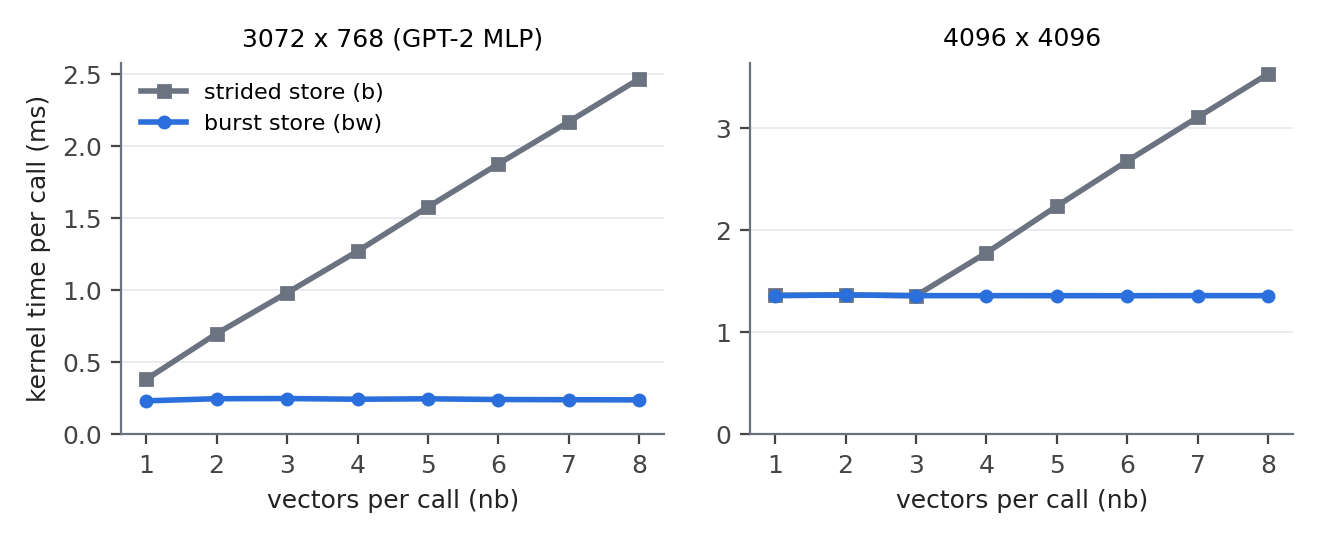 3072 x 768 (GPT-2 MLP)
kernel time per call (ms)
2.5
2.0
1.5
1.0
0.5
0.0
strided store (b)
burst store (bw)
1 2 3 4 5 6 7 8
vectors per call (nb)
4096 x 4096
3
2
1
0
1 2 3 4 5 6 7 8
vectors per call (nb)